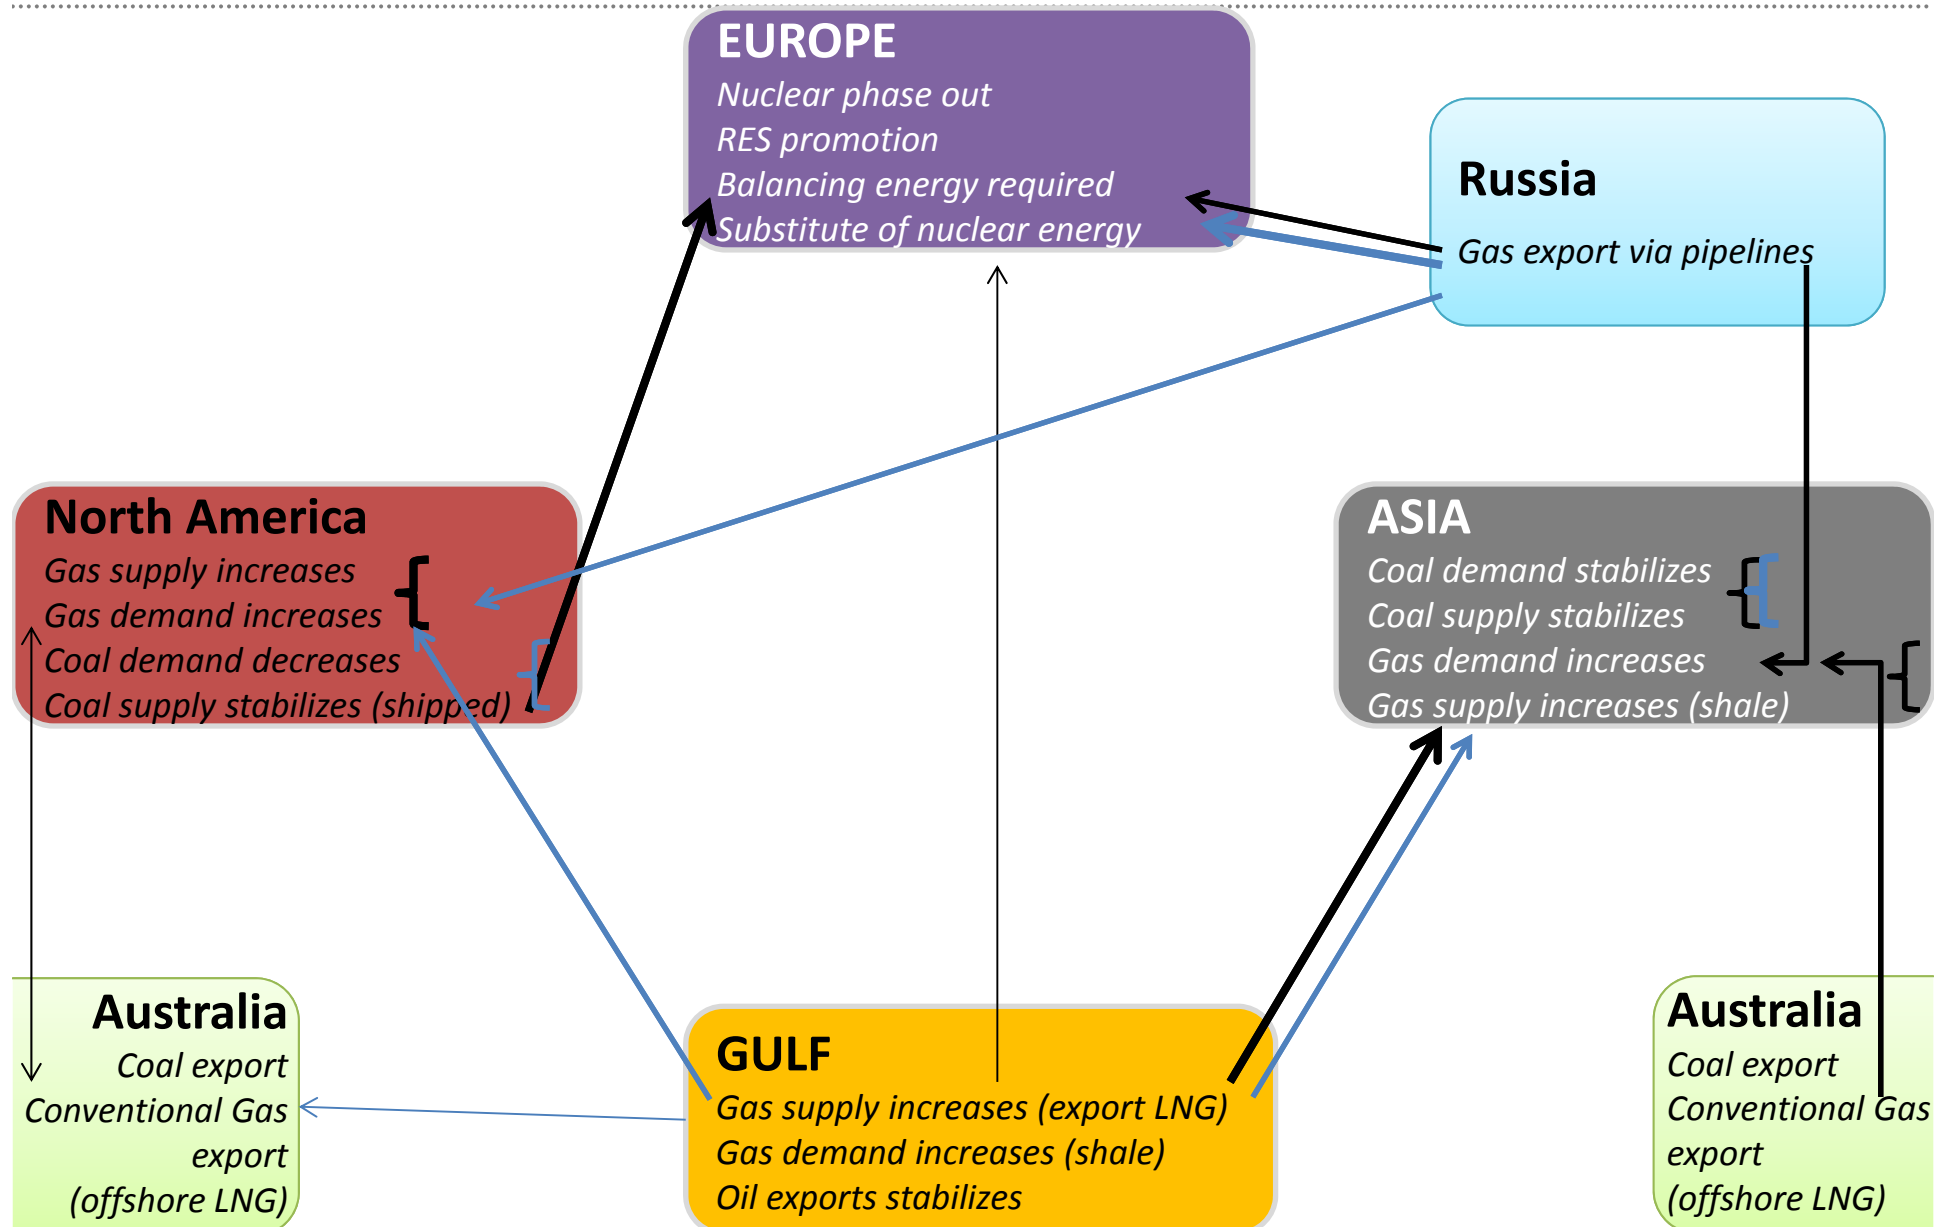 EUROPE
Nuclear phase out
RES promotion
Balancing energy required
Substitute of nuclear energy
Russia
Gas export via pipelines
North America
Gas supply increases
Gas demand increases
Coal demand decreases
Coal supply stabilizes (shipped)
ASIA
Coal demand stabilizes
Coal supply stabilizes
Gas demand increases
Gas supply increases (shale)
Australia
Coal export
Conventional Gas
export
(offshore LNG)
GULF
Gas supply increases (export LNG)
Gas demand increases (shale)
Oil exports stabilizes
Australia
Coal export
Conventional Gas
export
(offshore LNG)